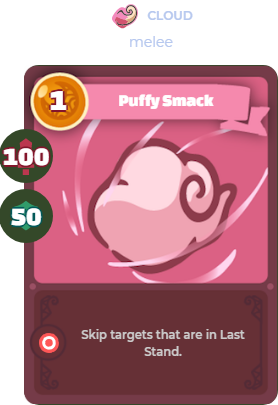 CLOUD
melee
1
Puffy Smack
100
50
Skip targets that are in Last
Stand.